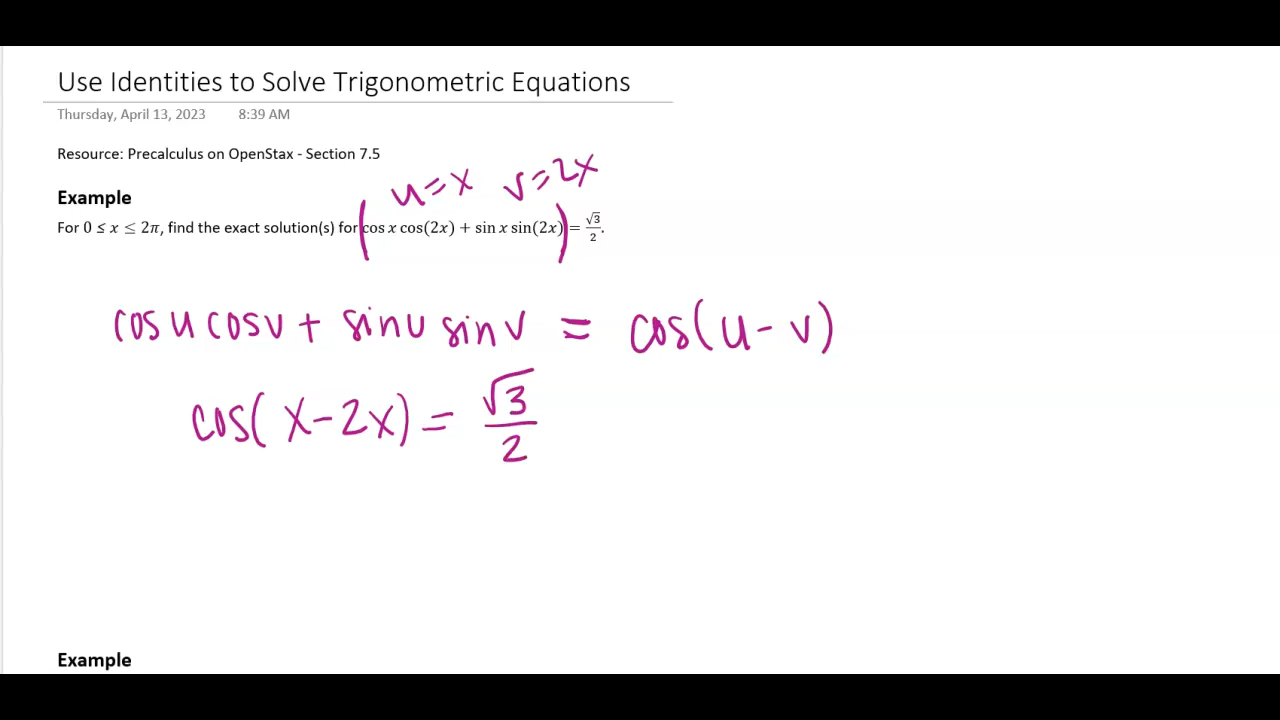 Use Identities to Solve Trigonometric Equations
Thursday, April 13, 2023 8:39 AM
Resource: Precalculus on OpenStax - Section 7.5
u=x v=2x
Example
For 0 ≤ x ≤ 2π, find the exact solution(s) for (cos x cos(2x) + sin x sin(2x)) = √3/2.
cos u cos v + sin u sin v = cos(u - v)
cos(x-2x) = √3/2
Example